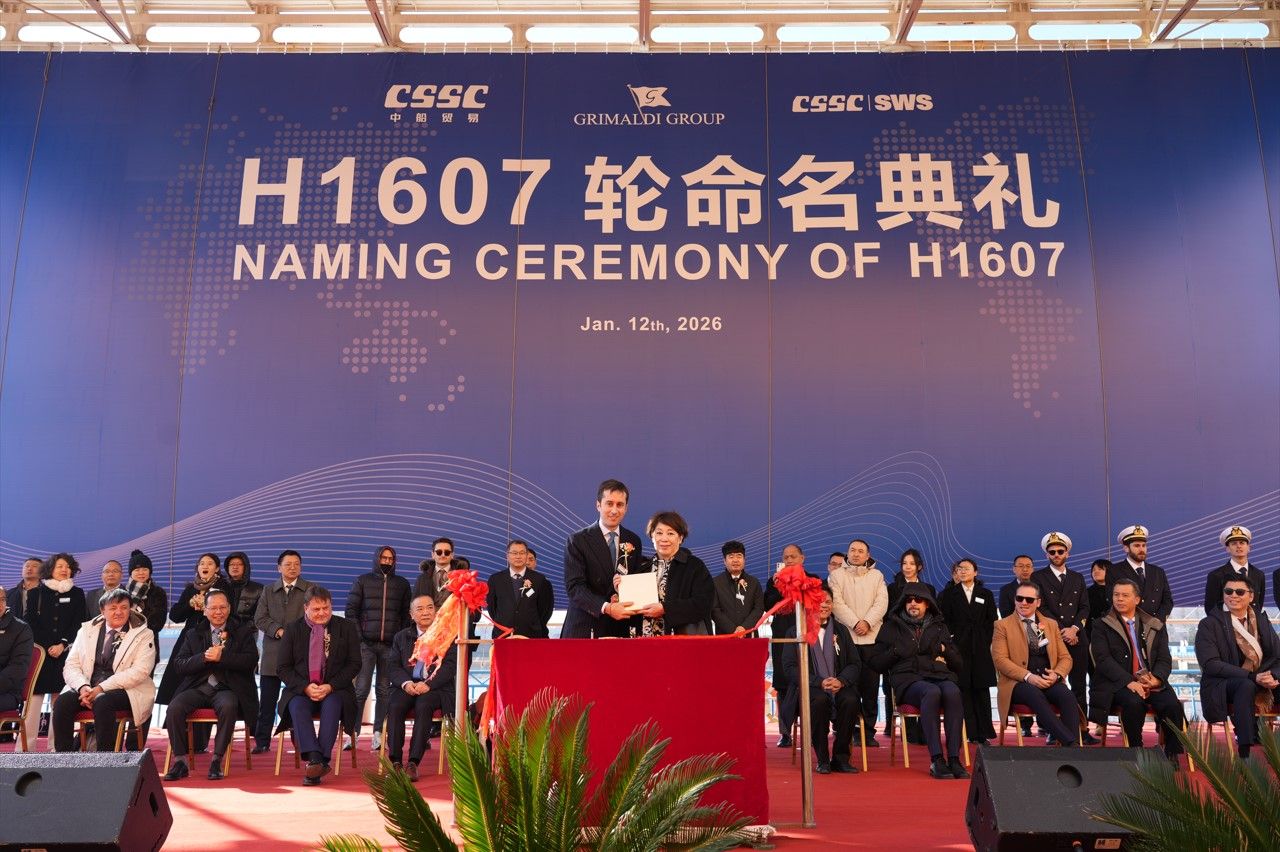 CSSC
中船贸易
G
GRIMALDI GROUP
CSSC | SWS
H1607 轮命名典礼
NAMING CEREMONY OF H1607
Jan. 12th, 2026